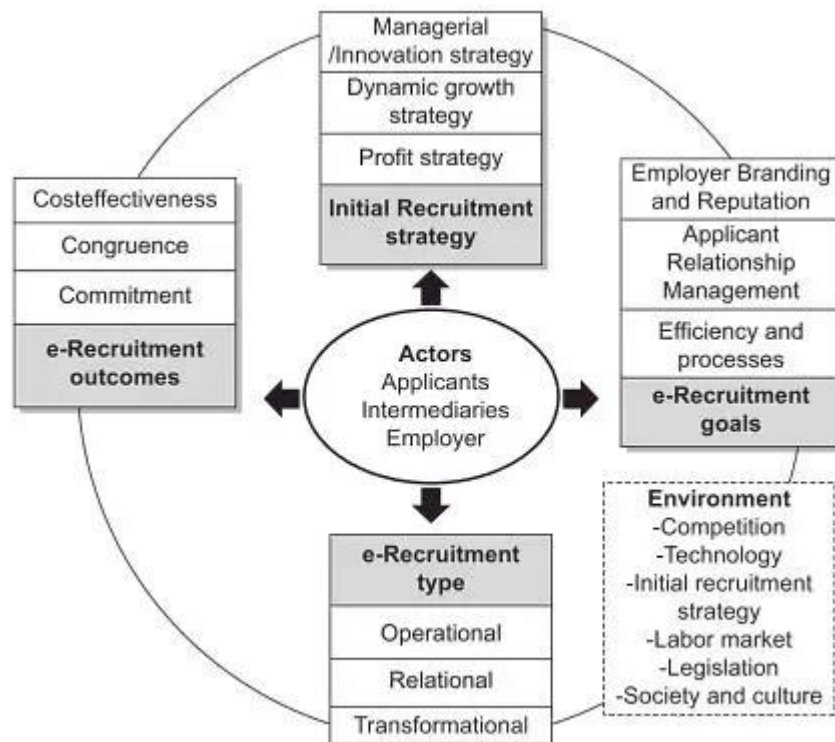 Managerial
/Innovation strategy
Dynamic growth
strategy
Profit strategy
Initial Recruitment
strategy
Costeffectiveness
Congruence
Commitment
e-Recruitment
outcomes
Actors
Applicants
Intermediaries
Employer
Employer Branding
and Reputation
Applicant
Relationship
Management
Efficiency and
processes
e-Recruitment
goals
e-Recruitment
type
Operational
Relational
Transformational
Environment
-Competition
-Technology
-Initial recruitment
strategy
-Labor market
-Legislation
-Society and culture